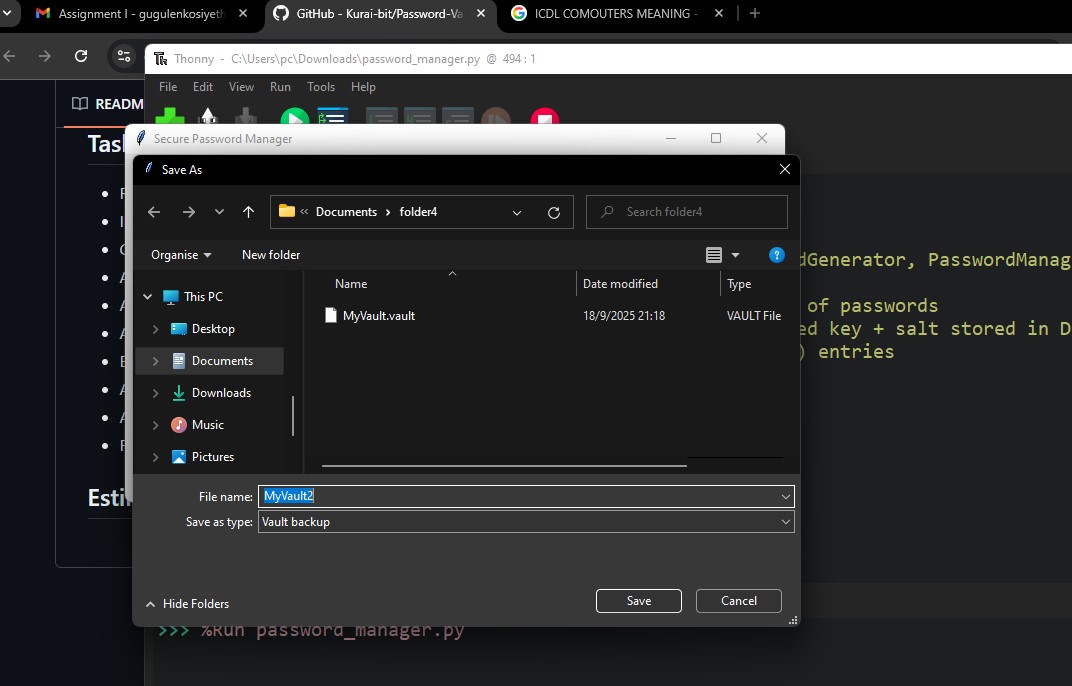 Assignment I - gugulenkosiyeth
GitHub - Kurai-bit/Password-Va
ICDL COMOUTERS MEANING -
Thonny - C:\Users\pc\Downloads\password_manager.py @ 494 : 1
File Edit View Run Tools Help
README
Secure Password Manager
Save As
Tas
« Documents › folder4
Search folder4
Organise New folder
dGenerator, PasswordManag
Name Date modified Type
This PC
of passwords
MyVault.vault 18/9/2025 21:18 VAULT File
Desktop
ed key + salt stored in D
) entries
Documents
Downloads
Music
Pictures
Esti
File name: MyVault2
Save as type: Vault backup
Hide Folders
Save Cancel
>>> %Run password_manager.py